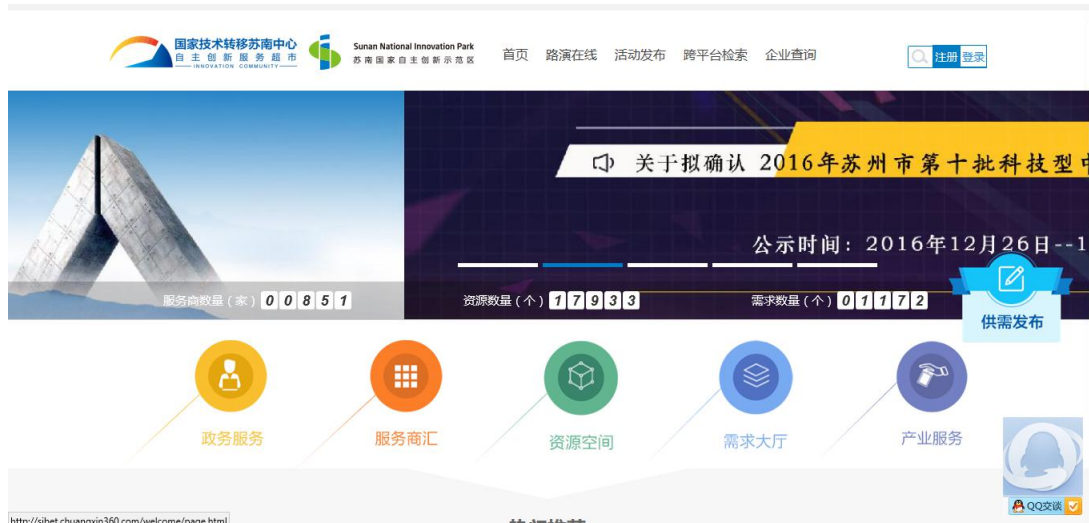 国家技术转移苏南中心
自主创新服务超市
INNOVATION COMMUNITY
Sunan National Innovation Park
苏南国家自主创新示范区
首页 路演在线 活动发布 跨平台检索 企业查询
注册 登录
关于拟确认 2016年苏州市第十批科技型中
公示时间：2016年12月26日--1
服务商数量（家）00851
资源数量（个）17933
需求数量（个）01172
供需发布
政务服务
服务商汇
资源空间
需求大厅
产业服务
QQ交谈
http://sibet.chuangxin360.com/welcome/page.html